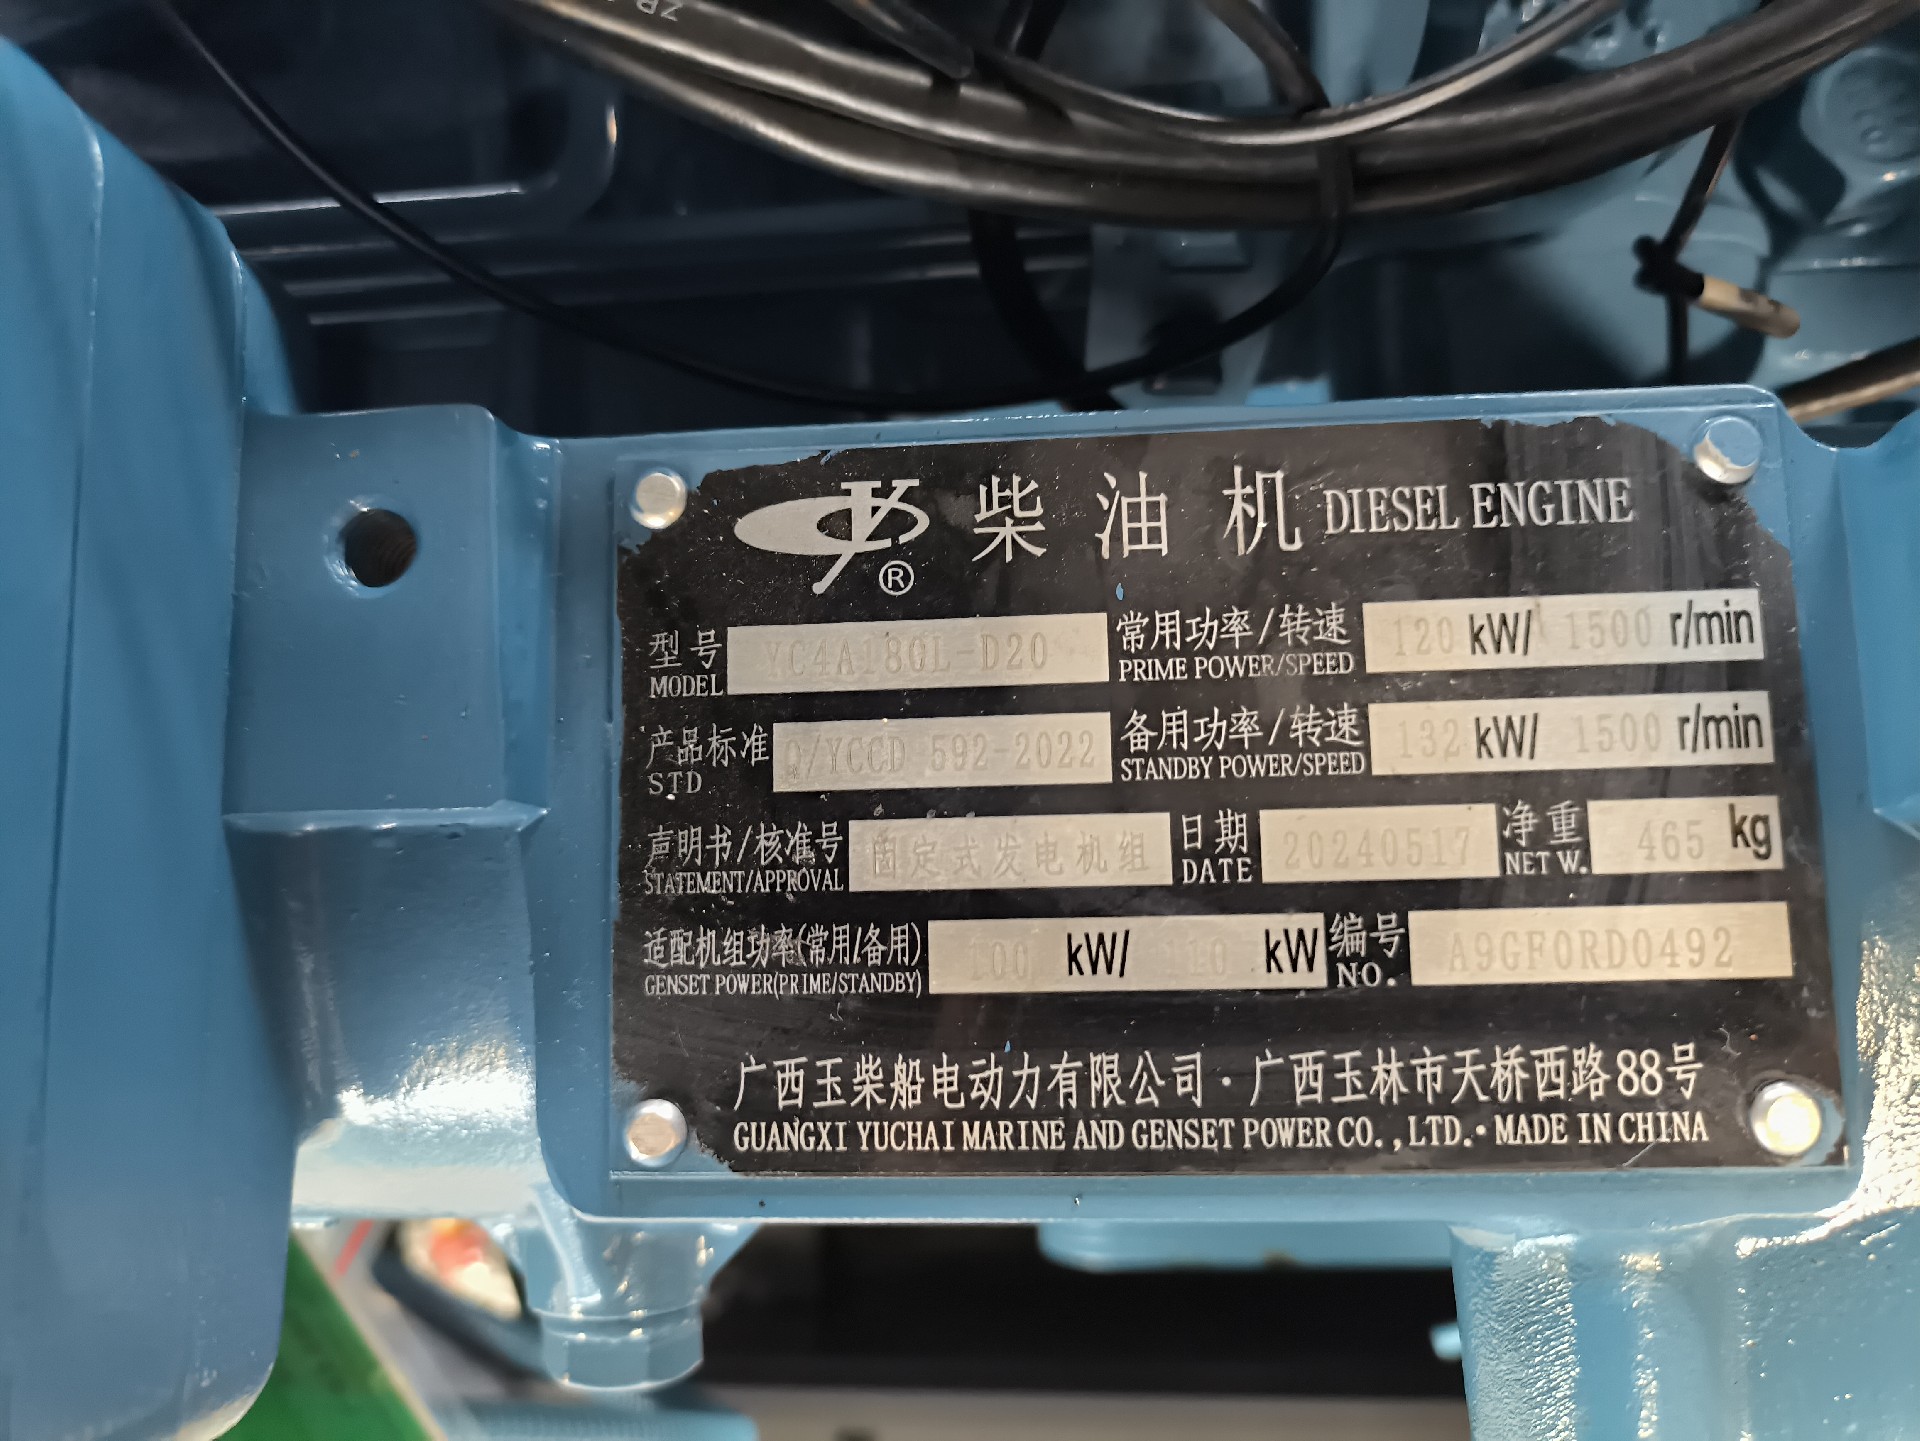 ZR
® 柴油机 DIESEL ENGINE
型号 YC4A180L-D20 常用功率/转速 120 kW/ 1500 r/min
MODEL PRIME POWER/SPEED
产品标准 Q/YCCD 592-2022 备用功率/转速 132 kW/ 1500 r/min
STD STANDBY POWER/SPEED
声明书/核准号 固定式发电机组 日期 20240517 净重 465 kg
STATEMENT/APPROVAL DATE NET W.
适配机组功率(常用/备用) 100 kW/ 110 kW 编号 A9GF0RD0492
GENSET POWER(PRIME/STANDBY) NO.
广西玉柴船电动力有限公司·广西玉林市天桥西路88号
GUANGXI YUCHAI MARINE AND GENSET POWER CO.,LTD.·MADE IN CHINA